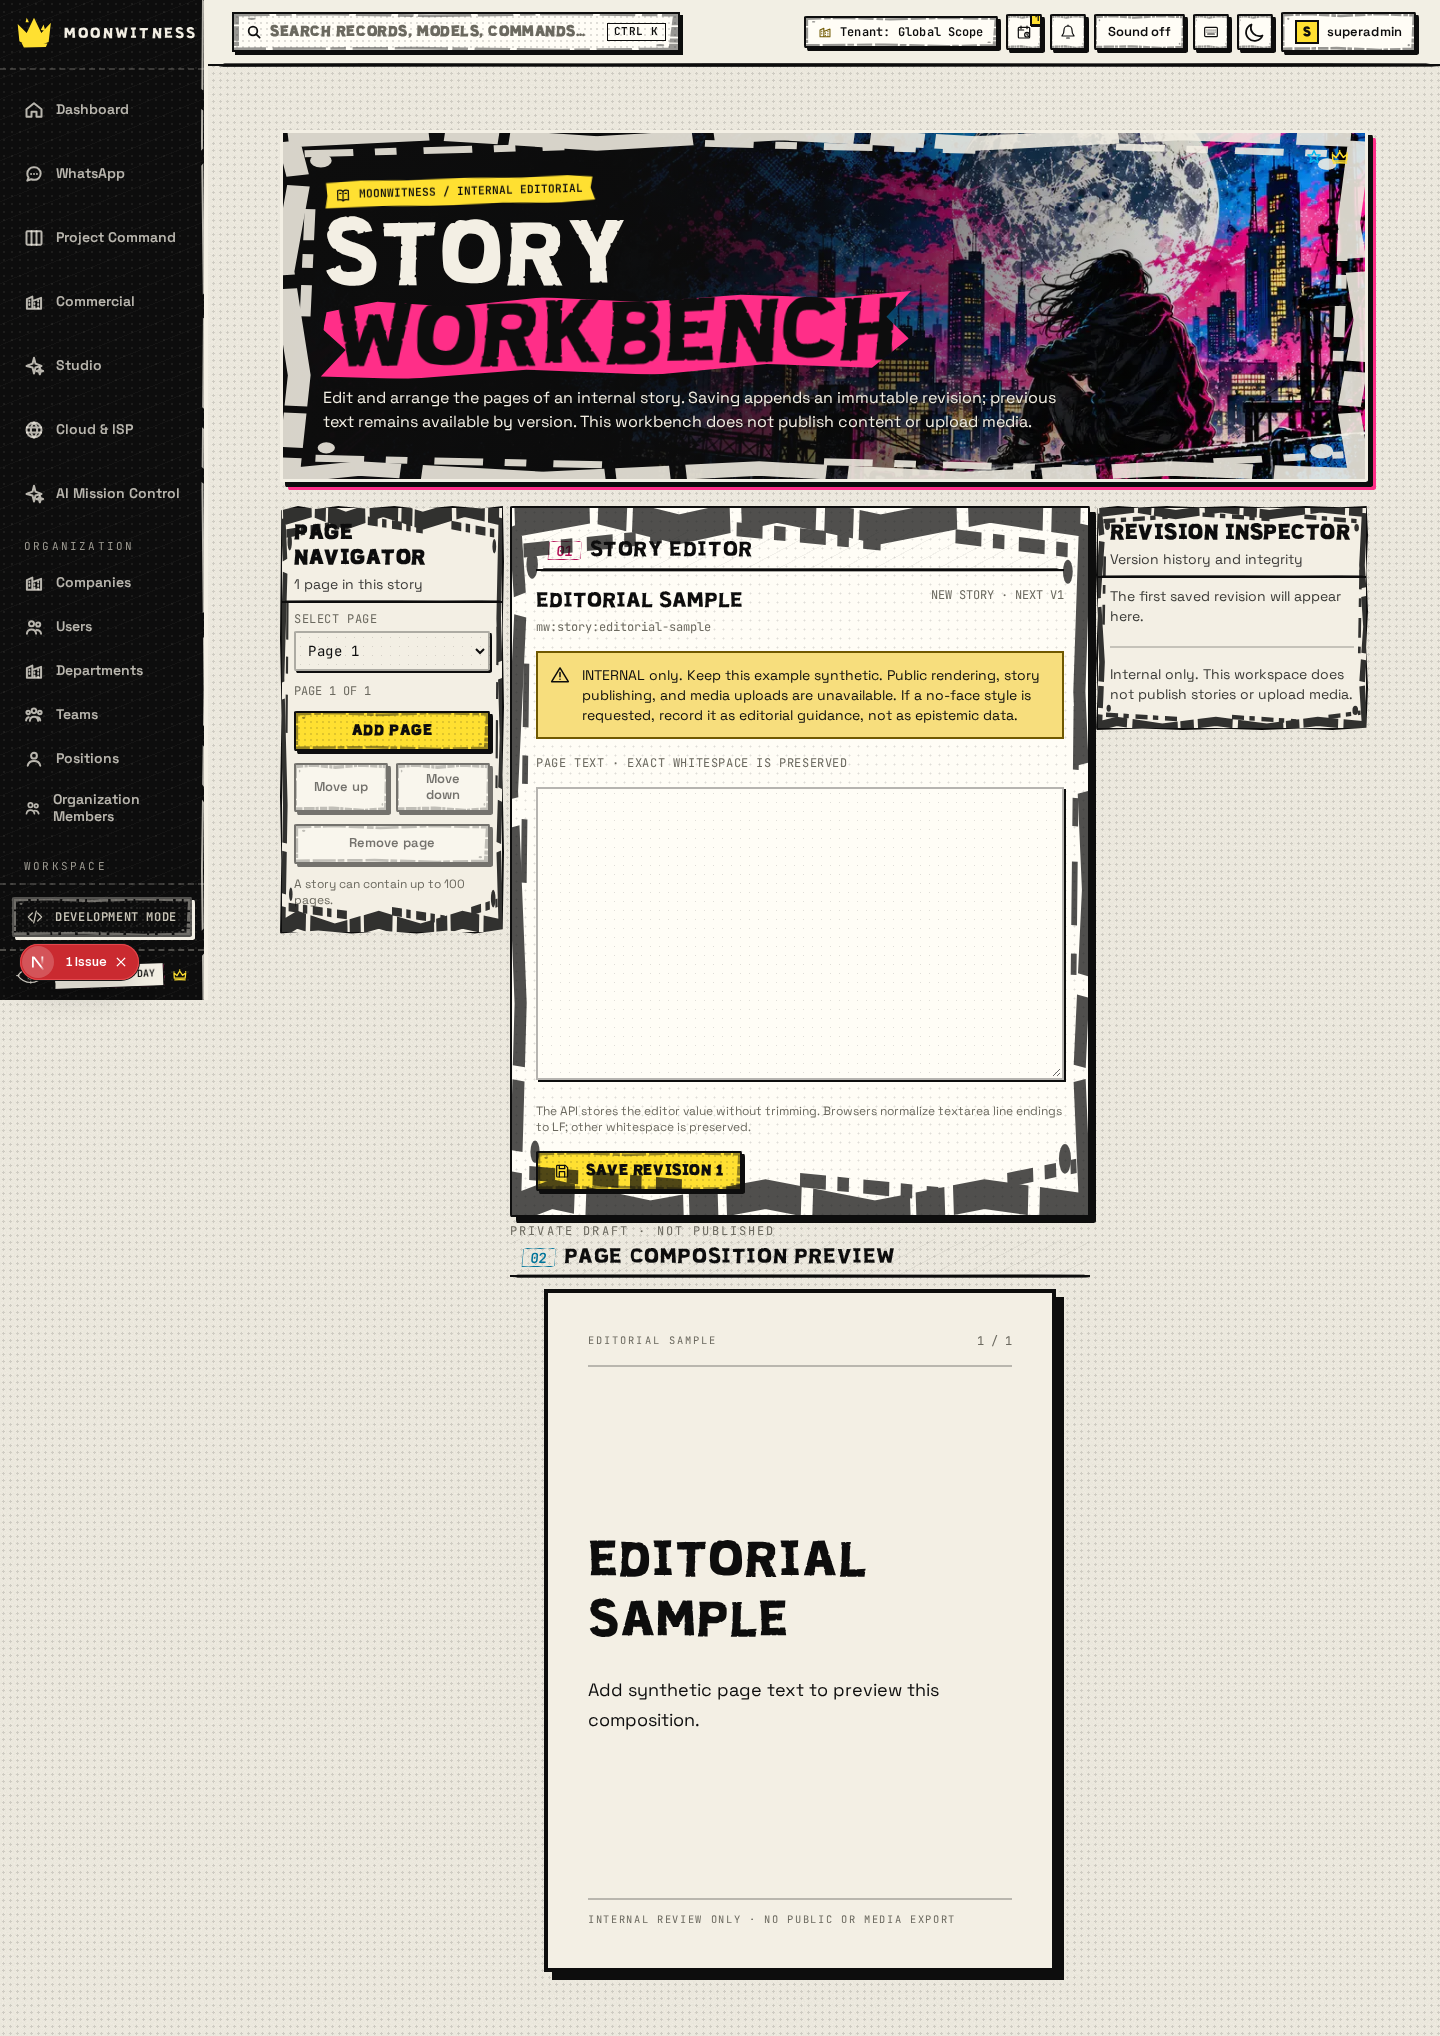 MOONWITNESS
SEARCH RECORDS, MODELS, COMMANDS...
CTRL K
Tenant: Global Scope
Sound off
S
superadmin
Dashboard
WhatsApp
Project Command
Commercial
Studio
Cloud & ISP
AI Mission Control
ORGANIZATION
Companies
Users
Departments
Teams
Positions
Organization
Members
WORKSPACE
DEVELOPMENT MODE
N
1 Issue
DAY
MOONWITNESS / INTERNAL EDITORIAL
STORY
WORKBENCH
Edit and arrange the pages of an internal story. Saving appends an immutable revision; previous
text remains available by version. This workbench does not publish content or upload media.
PAGE
NAVIGATOR
1 page in this story
SELECT PAGE
Page 1
PAGE 1 OF 1
ADD PAGE
Move up
Move
down
Remove page
A story can contain up to 100
pages.
01 STORY EDITOR
EDITORIAL SAMPLE
NEW STORY · NEXT V1
mw:story:editorial-sample
INTERNAL only. Keep this example synthetic. Public rendering, story
publishing, and media uploads are unavailable. If a no-face style is
requested, record it as editorial guidance, not as epistemic data.
PAGE TEXT · EXACT WHITESPACE IS PRESERVED
The API stores the editor value without trimming. Browsers normalize textarea line endings
to LF; other whitespace is preserved.
SAVE REVISION 1
REVISION INSPECTOR
Version history and integrity
The first saved revision will appear
here.
Internal only. This workspace does
not publish stories or upload media.
PRIVATE DRAFT · NOT PUBLISHED
02 PAGE COMPOSITION PREVIEW
EDITORIAL SAMPLE
1 / 1
EDITORIAL
SAMPLE
Add synthetic page text to preview this
composition.
INTERNAL REVIEW ONLY · NO PUBLIC OR MEDIA EXPORT